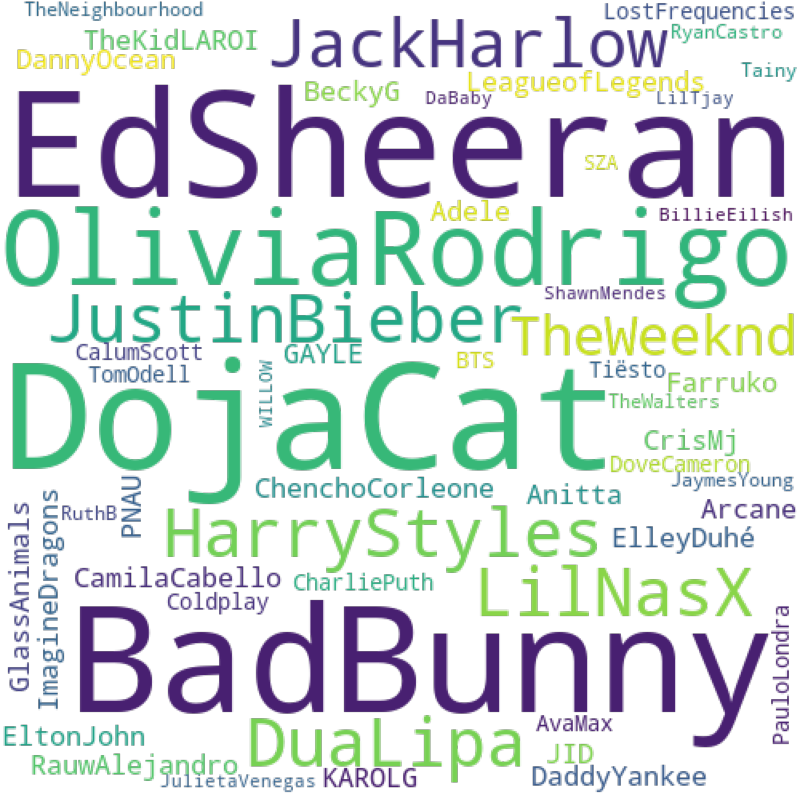 TheNeighbourhood
LostFrequencies
JackHarlow
TheKidLAROI
RyanCastro
DannyOcean
LeagueofLegends
Tainy
BeckyG
DaBaby
LilTjay
EdSheeran
SZA
Adele
BillieEilish
OliviaRodrigo
ShawnMendes
JustinBieber
TheWeeknd
CalumScott
GAYLE
BTS
Tiësto
TomOdell
WILLOW
Farruko
TheWalters
DojaCat
CrisMj
DoveCameron
JaymesYoung
ChenchoCorleone
Anitta
Arcane
PNAU
RuthB
GlassAnimals
ImagineDragons
HarryStyles
ElleyDuhé
CamilaCabello
CharliePuth
LilNasX
Coldplay
BadBunny
PauloLondra
EltonJohn
DuaLipa
AvaMax
RauwAlejandro
JID
JulietaVenegas
KAROLG
DaddyYankee